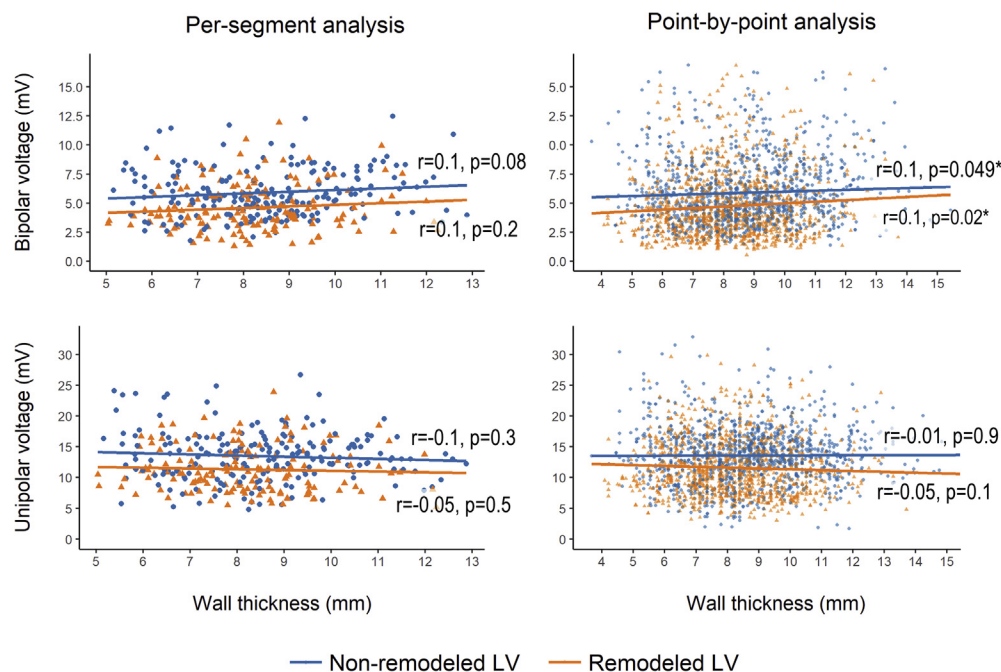 Per-segment analysis
Point-by-point analysis
Bipolar voltage (mV)
15.0
12.5
10.0
7.5
5.0
2.5
0.0
r=0.1, p=0.08
r=0.1, p=0.2
5 6 7 8 9 10 11 12 13
15.0
12.5
0.0
7.5
5.0
2.5
0.0
r=0.1, p=0.049*
r=0.1, p=0.02*
4 5 6 7 8 9 10 11 12 13 14 15
Unipolar voltage (mV)
30
25
20
15
10
5
0
r=-0.1, p=0.3
r=-0.05, p=0.5
5 6 7 8 9 10 11 12 13
30
25
20
15
10
5
0
r=-0.01, p=0.9
r=-0.05, p=0.1
4 5 6 7 8 9 10 11 12 13 14 15
Wall thickness (mm)
Wall thickness (mm)
Non-remodeled LV
Remodeled LV